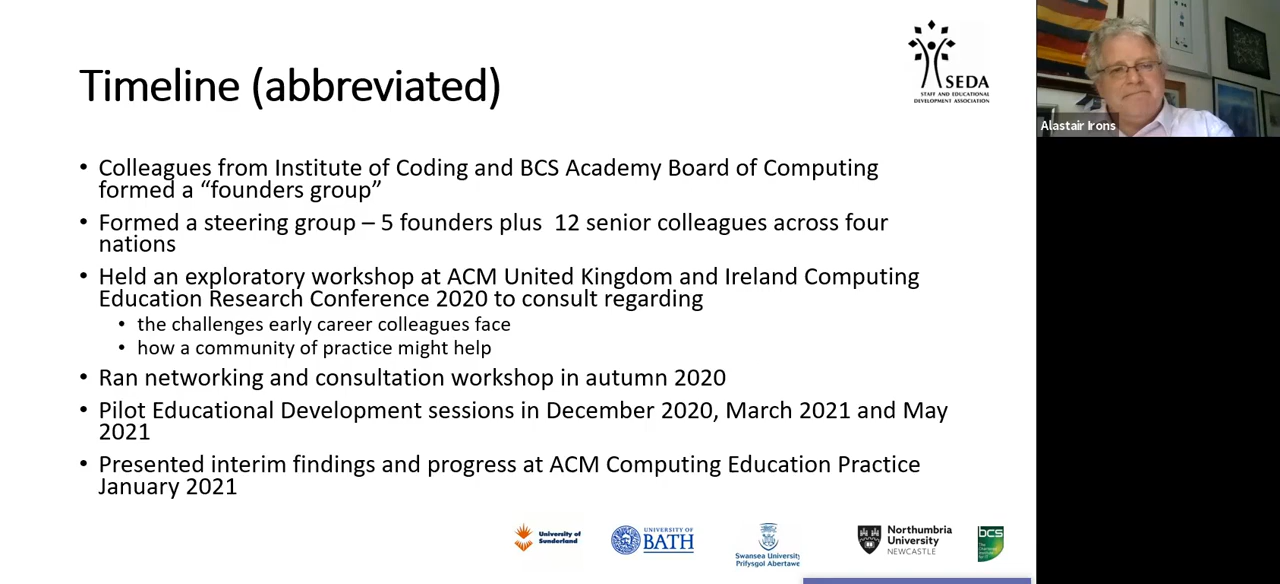 Timeline (abbreviated)
SEDA
STAFF AND EDUCATIONAL
DEVELOPMENT ASSOCIATION
Alastair Irons
• Colleagues from Institute of Coding and BCS Academy Board of Computing
formed a “founders group”
• Formed a steering group – 5 founders plus 12 senior colleagues across four
nations
• Held an exploratory workshop at ACM United Kingdom and Ireland Computing
Education Research Conference 2020 to consult regarding
• the challenges early career colleagues face
• how a community of practice might help
• Ran networking and consultation workshop in autumn 2020
• Pilot Educational Development sessions in December 2020, March 2021 and May
2021
• Presented interim findings and progress at ACM Computing Education Practice
January 2021
University of
Sunderland
UNIVERSITY OF
BATH
Swansea University
Prifysgol Abertawe
Northumbria
University
NEWCASTLE
bcs